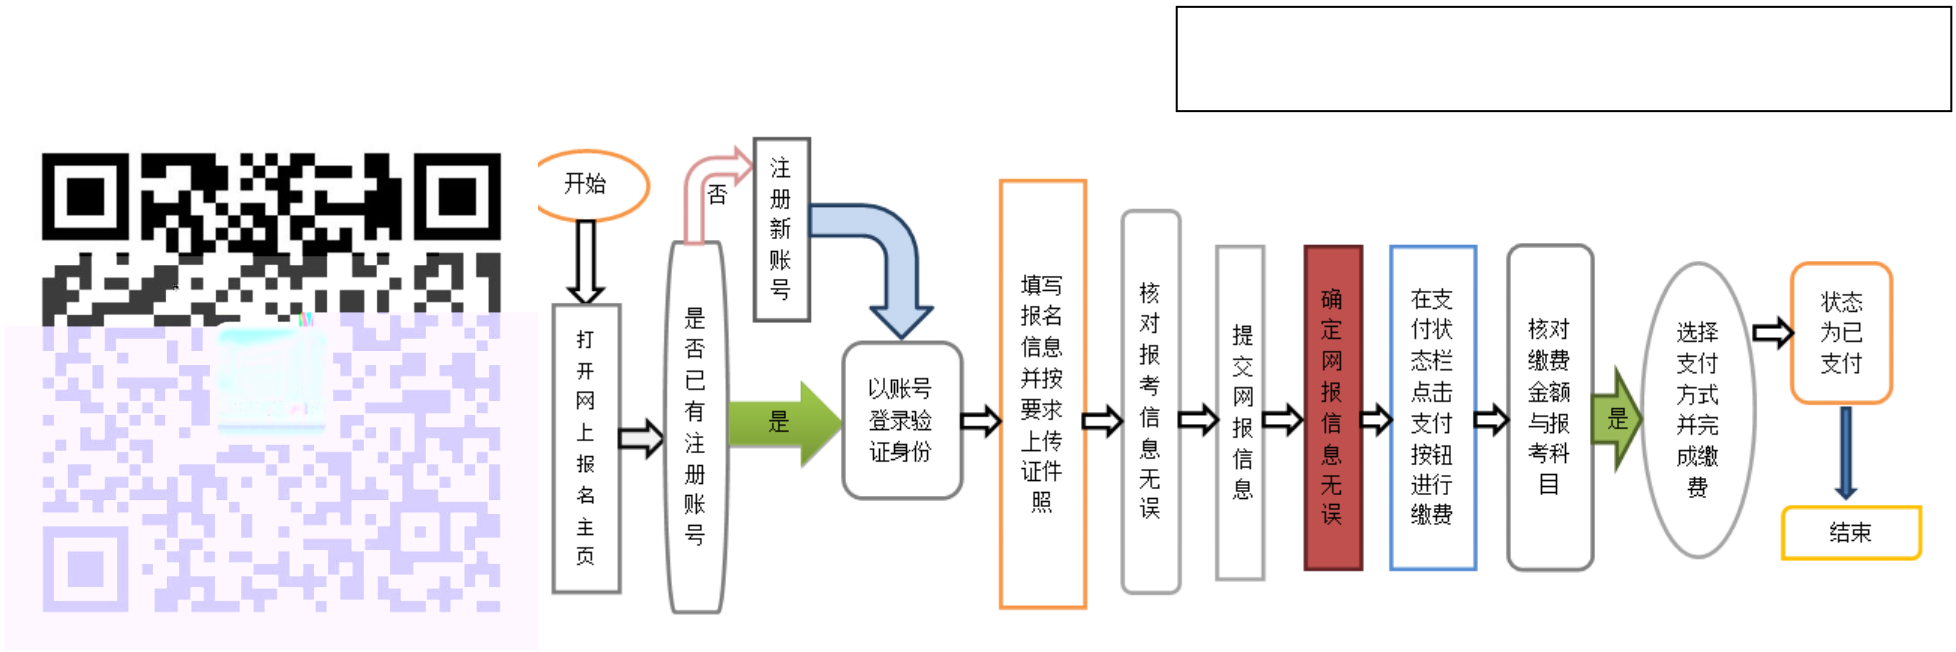 开始
打
开
网
上
报
名
主
页
是
否
已
有
注
册
账
号
否
注
册
新
账
号
是
以账号
登录验
证身份
填写
报名
信息
并按
要求
上传
证件
照
核
对
报
考
信
息
无
误
提
交
网
报
信
息
确
定
网
报
信
息
无
误
在支
付状
态栏
点击
支付
按钮
进行
缴费
核对
缴费
金额
与报
考科
目
是
选择
支付
方式
并完
成缴
费
状态
为已
支付
结束